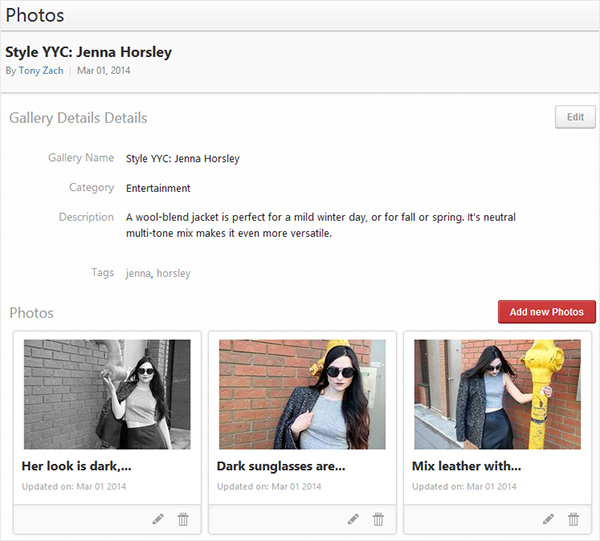 Photos
Style YYC: Jenna Horsley
By Tony Zach | Mar 01, 2014
Gallery Details Details
Edit
Gallery Name Style YYC: Jenna Horsley
Category Entertainment
Description A wool-blend jacket is perfect for a mild winter day, or for fall or spring. It's neutral
multi-tone mix makes it even more versatile.
Tags jenna, horsley
Photos
Add new Photos
Her look is dark,...
Updated on: Mar 01 2014
Dark sunglasses are...
Updated on: Mar 01 2014
Mix leather with...
Updated on: Mar 01 2014